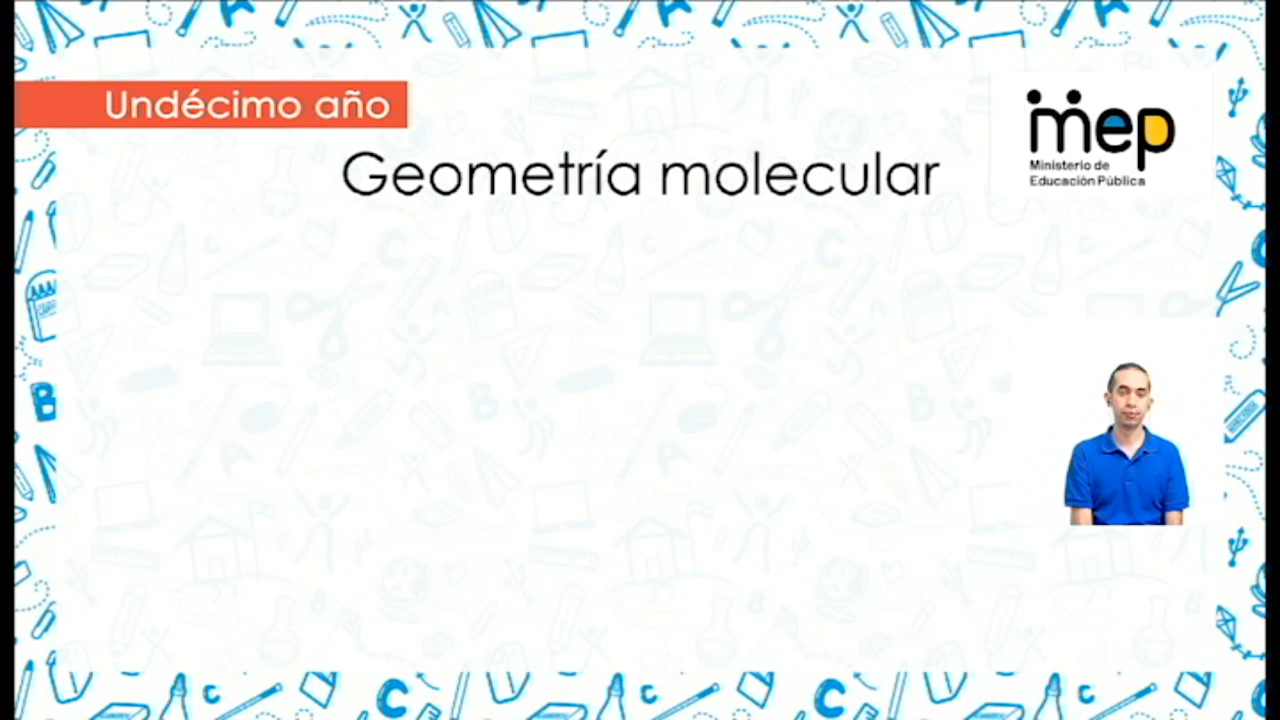 Undécimo año
Geometría molecular
mep
Ministerio de
Educación Pública